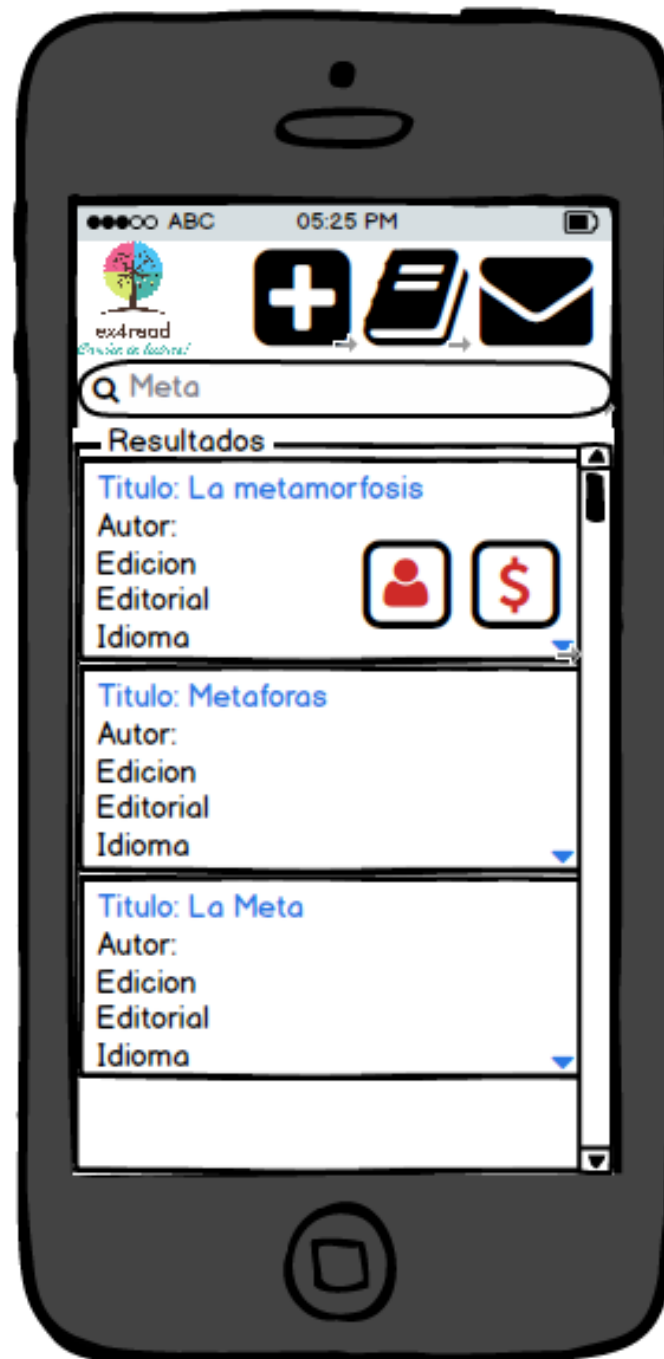 ABC 05:25 PM
ex4read
Meta
Resultados
Titulo: La metamorfosis
Autor:
Edicion
Editorial
Idioma
$
Titulo: Metaforas
Autor:
Edicion
Editorial
Idioma
Titulo: La Meta
Autor:
Edicion
Editorial
Idioma